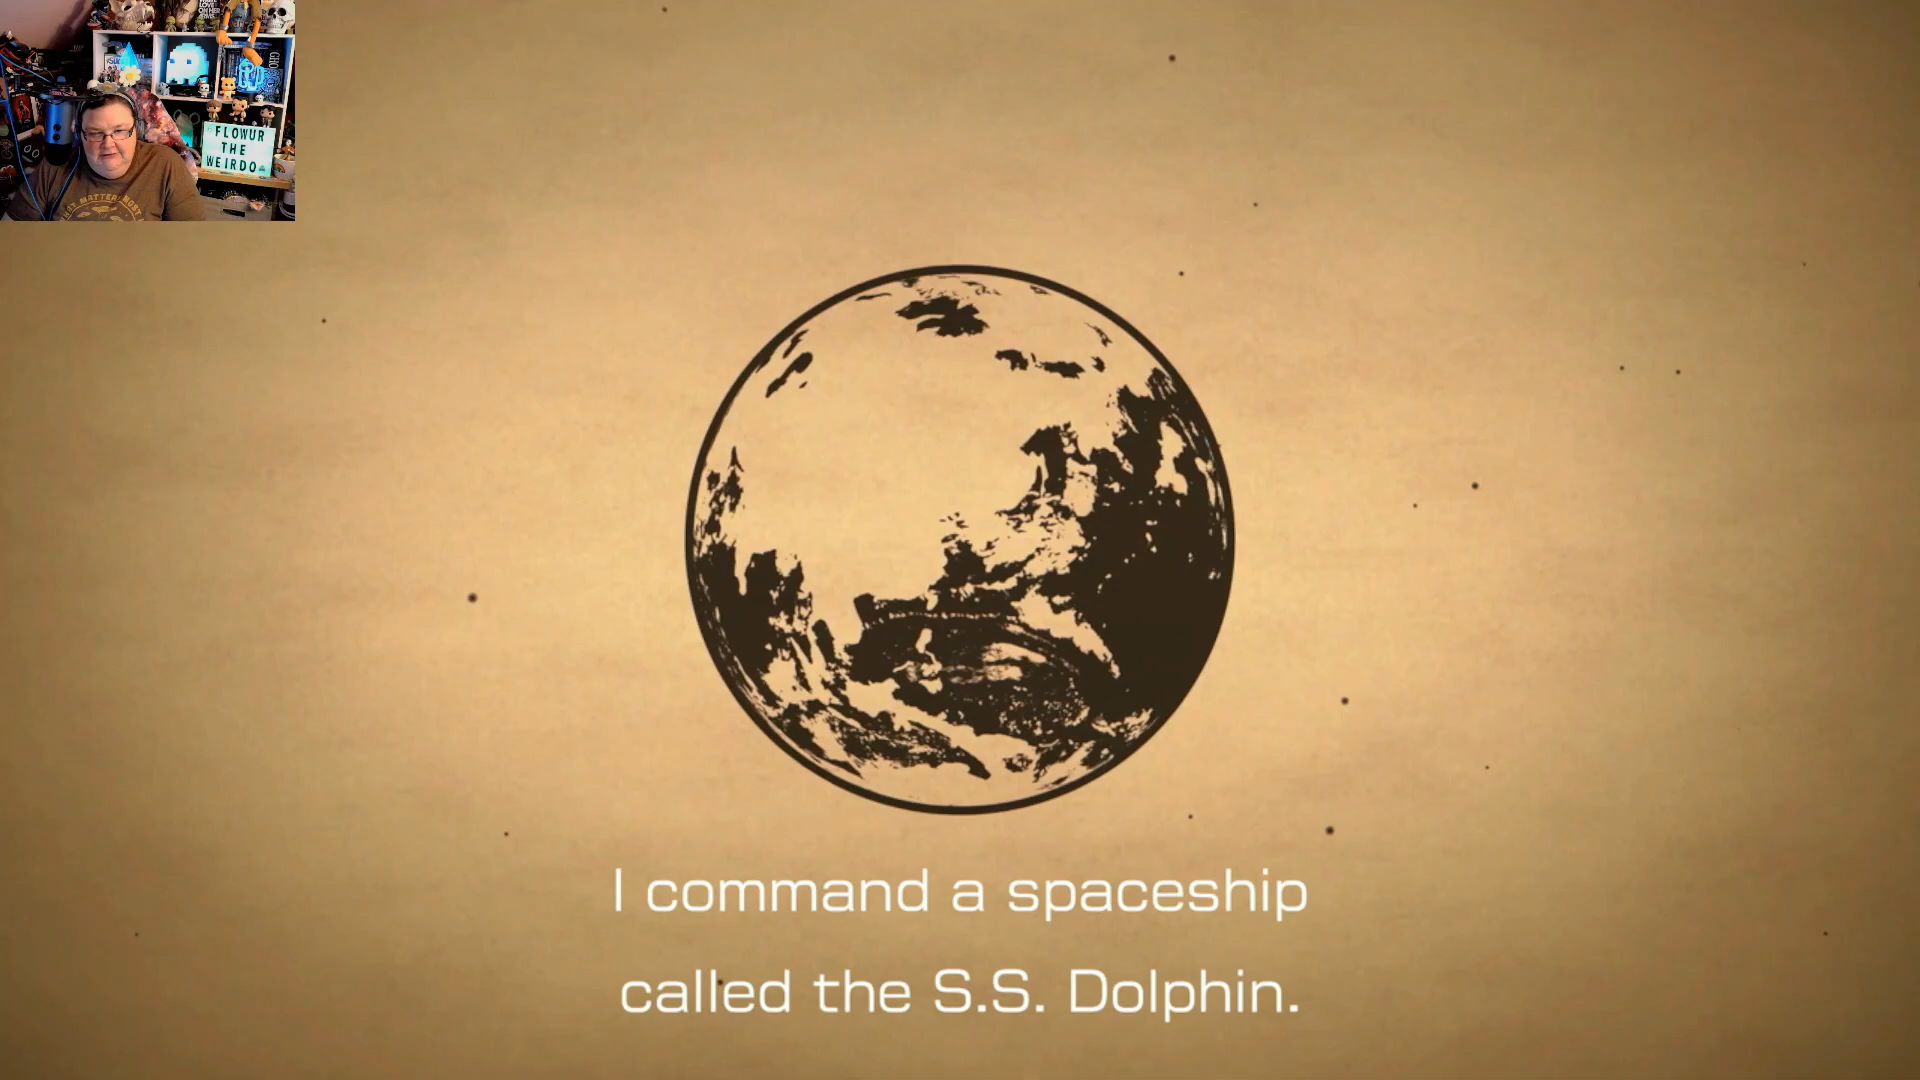 FLOWUR
THE
WEIRDO
I command a spaceship
called the S.S. Dolphin.